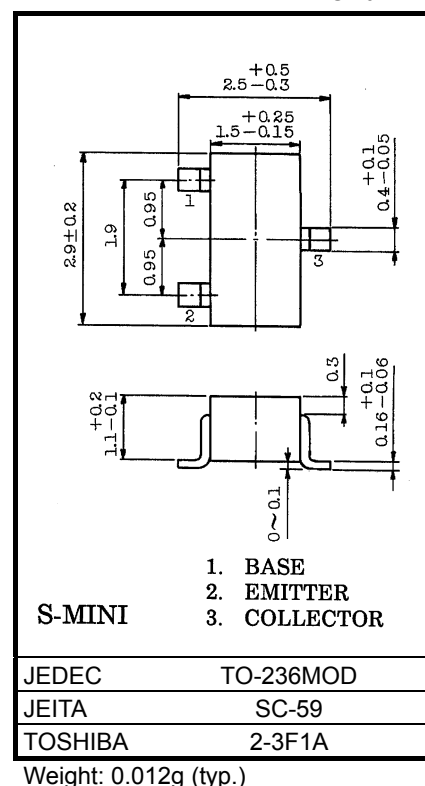 +0.5
2.5−0.3
+0.25
1.5−0.15
+0.1
0.4−0.05
2.9±0.2
1.9
0.95
0.95
1
2
3
+0.2
1.1−0.1
0.3
+0.1
0.16−0.06
0~0.1
1. BASE
2. EMITTER
3. COLLECTOR
S-MINI
JEDEC TO-236MOD
JEITA SC-59
TOSHIBA 2-3F1A
Weight: 0.012g (typ.)